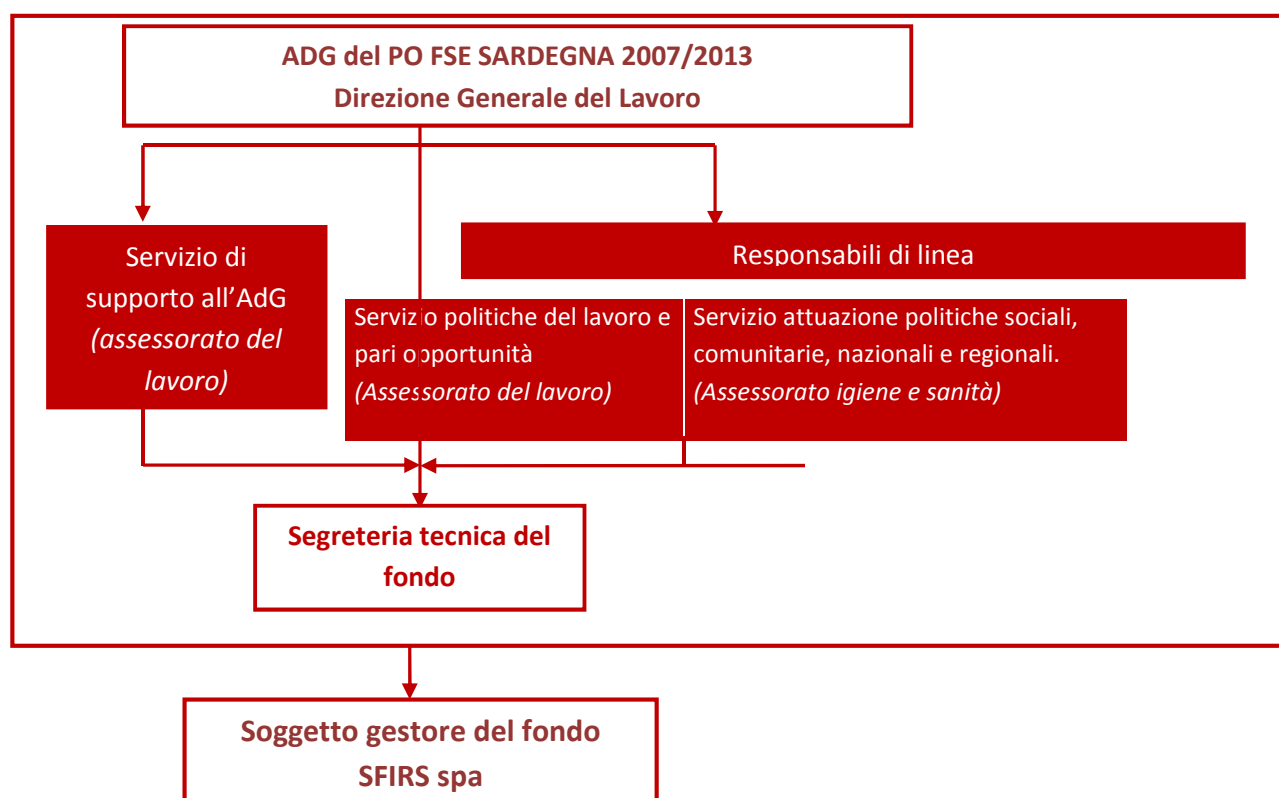 ADG del PO FSE SARDEGNA 2007/2013
Direzione Generale del Lavoro
Servizio di
supporto all’AdG
(assessorato del
lavoro)
Responsabili di linea
Servizio politiche del lavoro e
pari opportunità
(Assessorato del lavoro)
Servizio attuazione politiche sociali,
comunitarie, nazionali e regionali.
(Assessorato igiene e sanità)
Segreteria tecnica del
fondo
Soggetto gestore del fondo
SFIRS spa